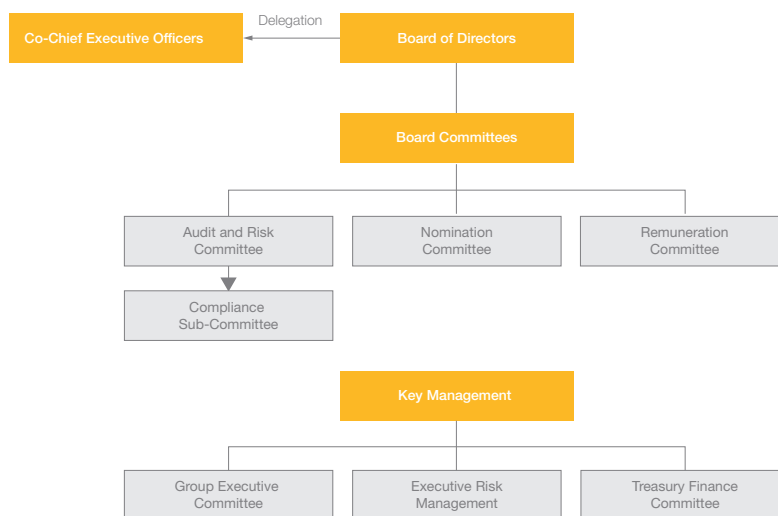 Delegation
Co-Chief Executive Officers
Board of Directors
Board Committees
Audit and Risk
Committee
Nomination
Committee
Remuneration
Committee
Compliance
Sub-Committee
Key Management
Group Executive
Committee
Executive Risk
Management
Treasury Finance
Committee